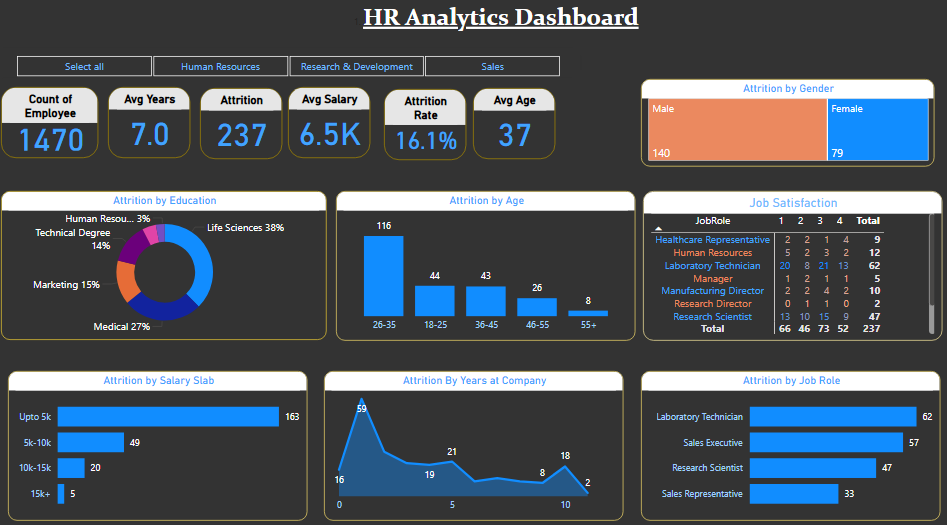 HR Analytics Dashboard
Select all
Human Resources
Research & Development
Sales
Count of
Employee
1470
Avg Years
7.0
Attrition
237
Avg Salary
6.5K
Attrition
Rate
16.1%
Avg Age
37
Attrition by Gender
Male
140
Female
79
Attrition by Education
Human Resou... 3%
Technical Degree
14%
Marketing 15%
Medical 27%
Life Sciences 38%
Attrition by Age
116
44
43
26
8
26-35
18-25
36-45
46-55
55+
Job Satisfaction
JobRole 1 2 3 4 Total
Healthcare Representative 2 2 1 4 9
Human Resources 5 2 3 2 12
Laboratory Technician 20 8 21 13 62
Manager 1 2 1 1 5
Manufacturing Director 2 2 4 2 10
Research Director 0 1 1 0 2
Research Scientist 13 10 15 9 47
Total 66 46 73 52 237
Attrition by Salary Slab
Upto 5k 163
5k-10k 49
10k-15k 20
15k+ 5
Attrition By Years at Company
59
16
19
21
8
18
2
0 5 10
Attrition by Job Role
Laboratory Technician 62
Sales Executive 57
Research Scientist 47
Sales Representative 33